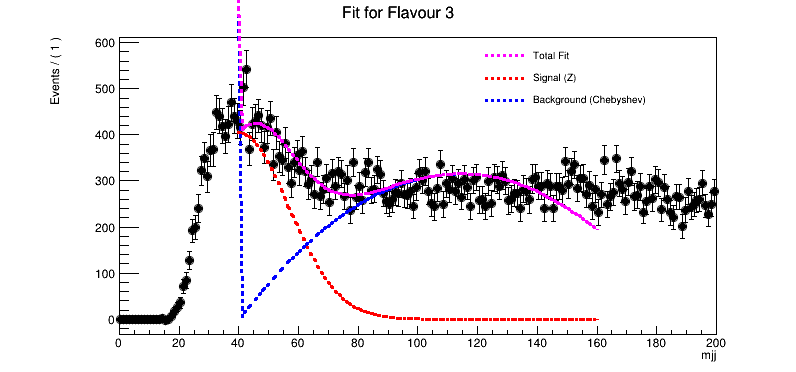 Fit for Flavour 3
Events / ( 1 )
600
500
400
300
200
100
0
Total Fit
Signal (Z)
Background (Chebyshev)
0 20 40 60 80 100 120 140 160 180 200
mjj